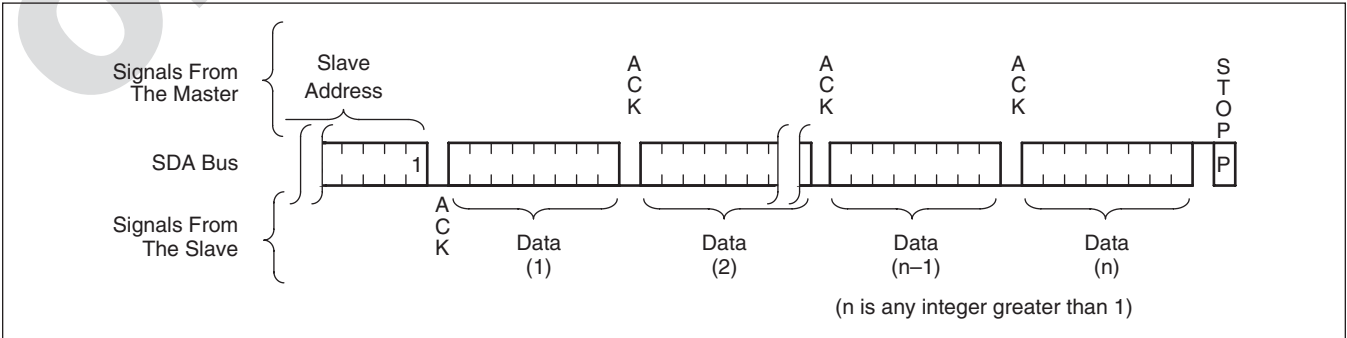 Signals From
The Master
Slave
Address
A
C
K
A
C
K
A
C
K
S
T
O
P
SDA Bus
1
P
Signals From
The Slave
A
C
K
Data
(1)
Data
(2)
Data
(n–1)
Data
(n)
(n is any integer greater than 1)